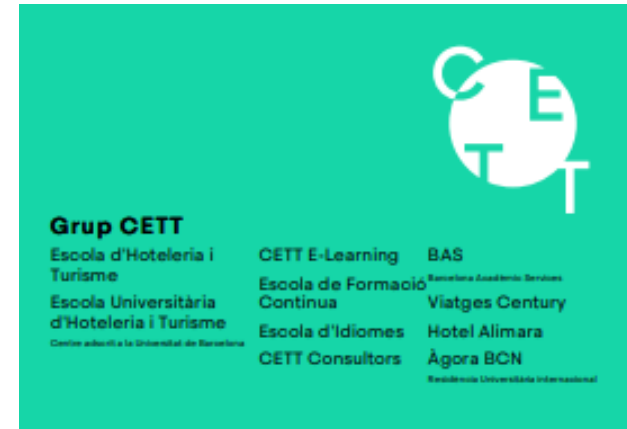 CETT
Grup CETT
Escola d'Hoteleria i
Turisme
Escola Universitària
d'Hoteleria i Turisme
Centre adscrit a la Universitat de Barcelona
CETT E-Learning
Escola de Formació
Continua
Escola d'Idiomes
CETT Consultors
BAS
Barcelona Acadèmic Services
Viatges Century
Hotel Alimara
Àgora BCN
Residència Universitària Internacional